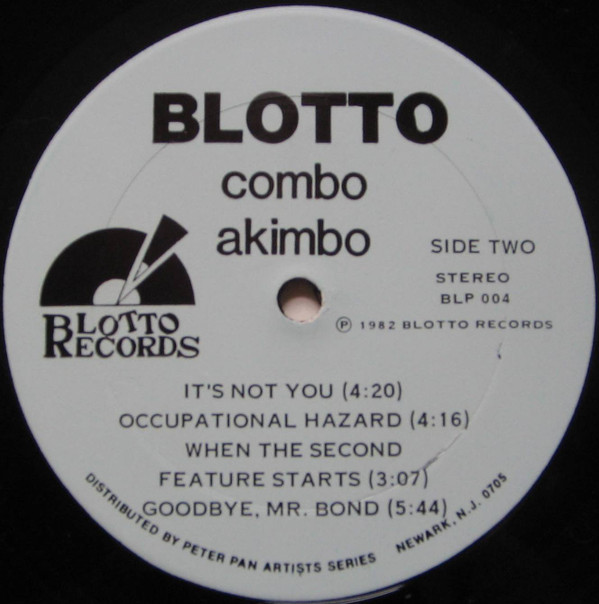 BLOTTO
combo
akimbo
SIDE TWO
STEREO
BLP 004
℗ 1982 BLOTTO RECORDS
BLOTTO
RECORDS
IT'S NOT YOU (4:20)
OCCUPATIONAL HAZARD (4:16)
WHEN THE SECOND
FEATURE STARTS (3:07)
GOODBYE, MR. BOND (5:44)
DISTRIBUTED BY PETER PAN ARTISTS SERIES NEWARK, N.J. 0705